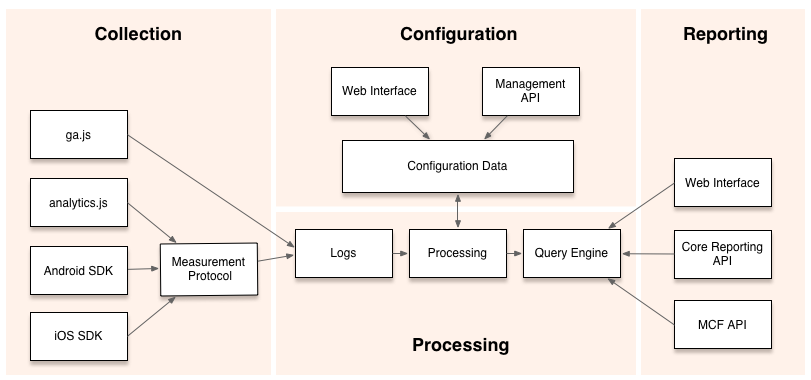 Collection
Configuration
Reporting
Web Interface
Management
API
ga.js
Configuration Data
analytics.js
Web Interface
Android SDK
Measurement
Protocol
Logs
Processing
Query Engine
Core Reporting
API
iOS SDK
MCF API
Processing